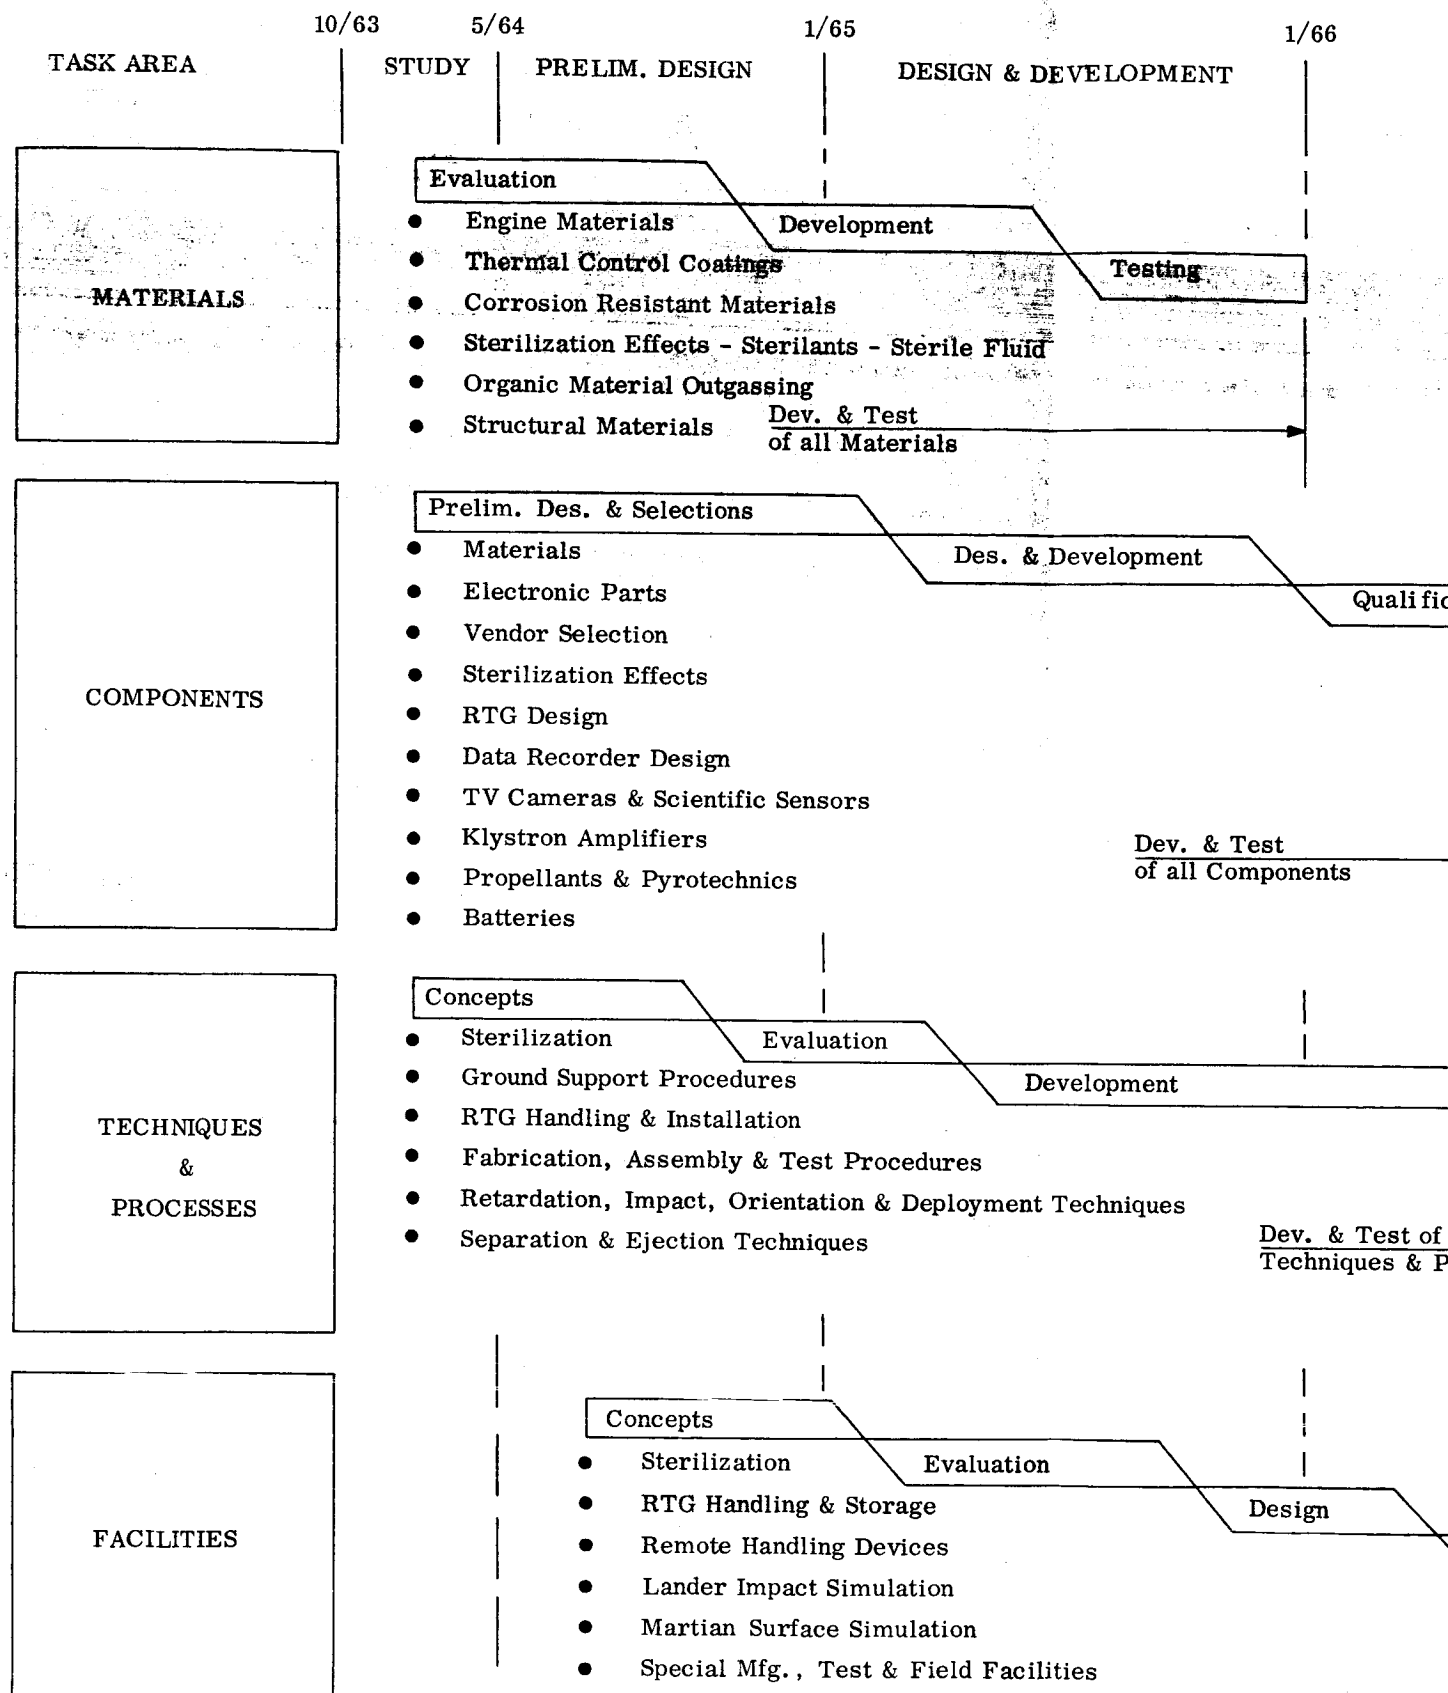 10/63 5/64 1/65 1/66
TASK AREA STUDY PRELIM. DESIGN DESIGN & DEVELOPMENT
MATERIALS
Evaluation
● Engine Materials
Development
● Thermal Control Coatings
Testing
● Corrosion Resistant Materials
● Sterilization Effects - Sterilants - Sterile Fluid
● Organic Material Outgassing
● Structural Materials
Dev. & Test
of all Materials
COMPONENTS
Prelim. Des. & Selections
● Materials
Des. & Development
● Electronic Parts
Qualific
● Vendor Selection
● Sterilization Effects
● RTG Design
● Data Recorder Design
● TV Cameras & Scientific Sensors
● Klystron Amplifiers
● Propellants & Pyrotechnics
● Batteries
Dev. & Test
of all Components
TECHNIQUES
&
PROCESSES
Concepts
● Sterilization
Evaluation
● Ground Support Procedures
Development
● RTG Handling & Installation
● Fabrication, Assembly & Test Procedures
● Retardation, Impact, Orientation & Deployment Techniques
● Separation & Ejection Techniques
Dev. & Test of
Techniques & P
FACILITIES
Concepts
● Sterilization
Evaluation
● RTG Handling & Storage
Design
● Remote Handling Devices
● Lander Impact Simulation
● Martian Surface Simulation
● Special Mfg., Test & Field Facilities